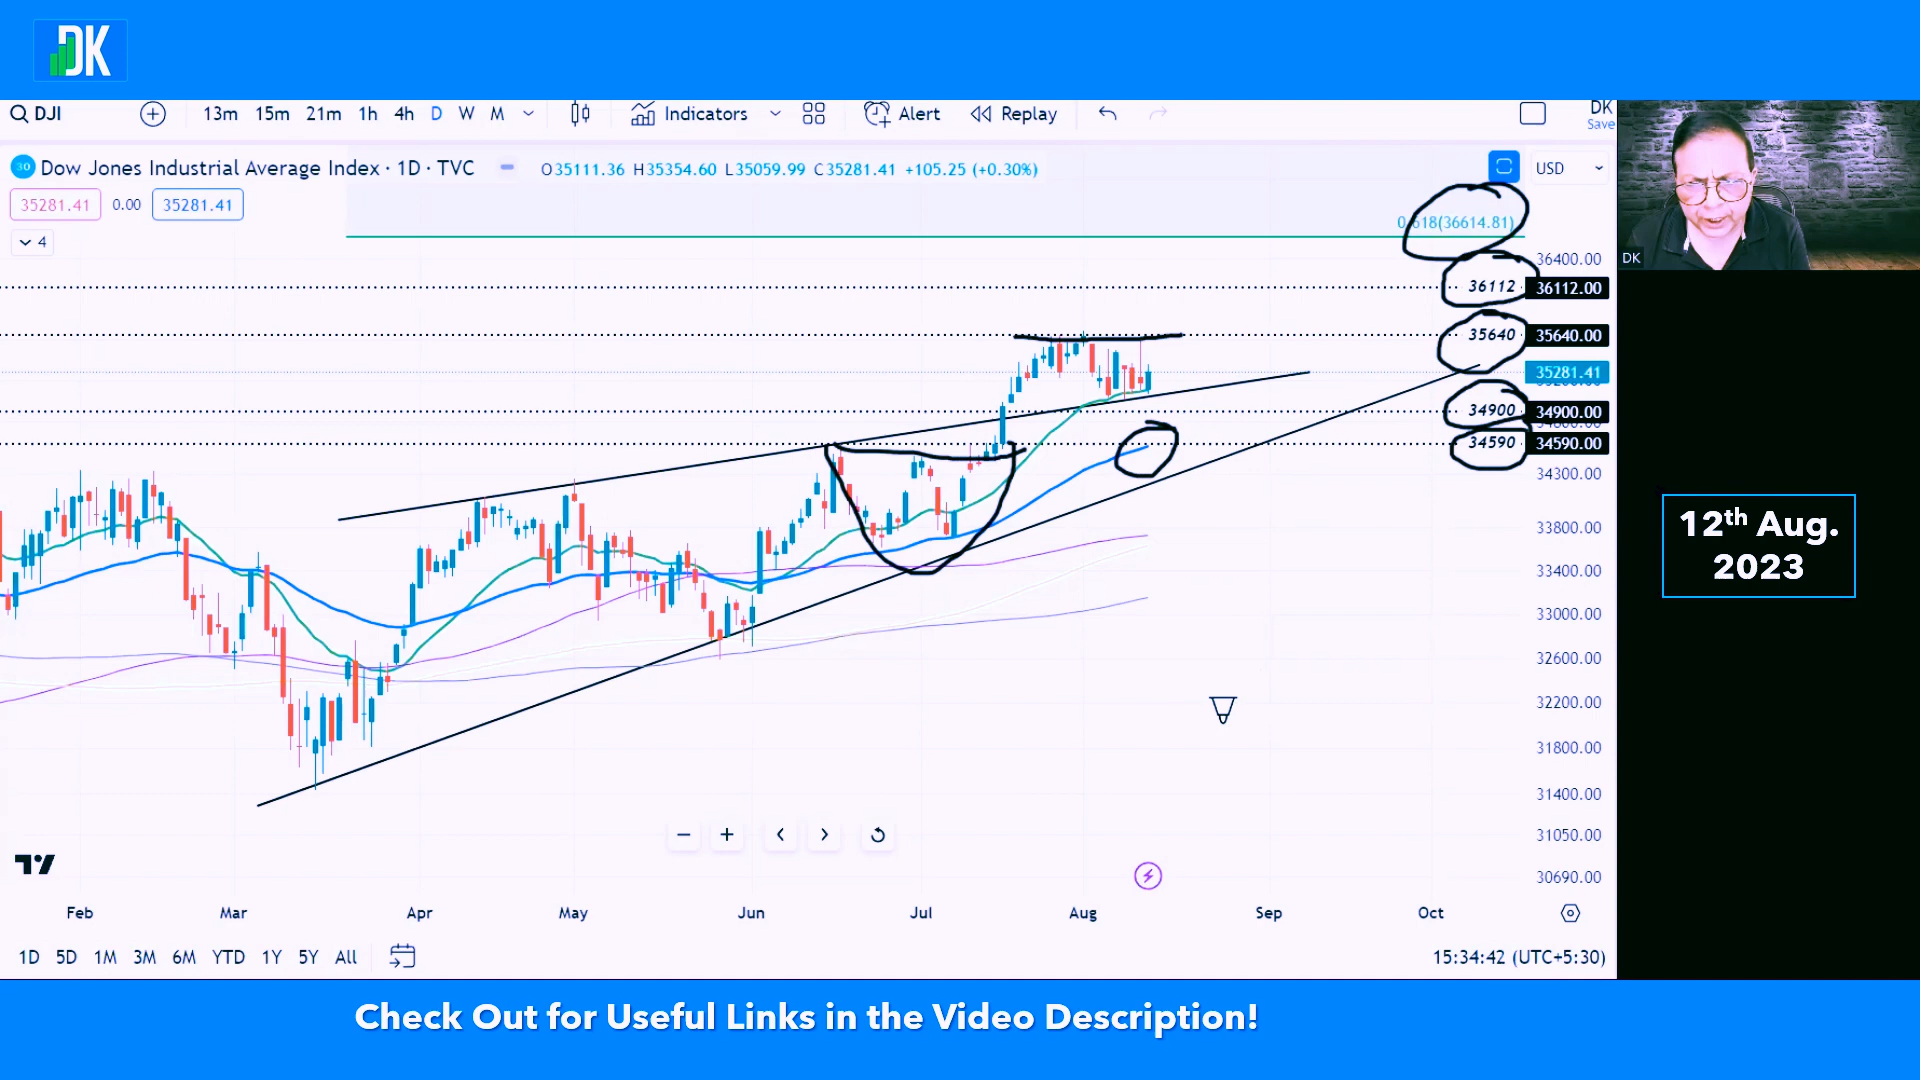 DK
DJI
13m 15m 21m 1h 4h D W M Indicators Alert Replay DK
Save
30 Dow Jones Industrial Average Index · 1D · TVC O35111.36 H35354.60 L35059.99 C35281.41 +105.25 (+0.30%) USD
35281.41 0.00 35281.41
4
0.618(36614.81)
36400.00
36112 36112.00
35640 35640.00
35281.41
34900 34900.00
34590 34590.00
34300.00
33800.00
33400.00
33000.00
32600.00
32200.00
31800.00
31400.00
31050.00
30690.00
Feb Mar Apr May Jun Jul Aug Sep Oct
1D 5D 1M 3M 6M YTD 1Y 5Y All 15:34:42 (UTC+5:30)
DK
12th Aug.
2023
Check Out for Useful Links in the Video Description!